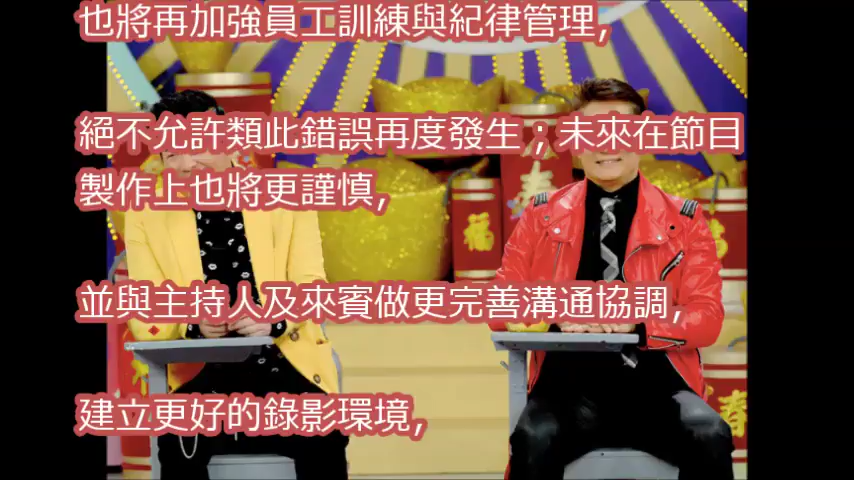 也將再加強員工訓練與紀律管理，
絕不允許類此錯誤再度發生；未來在節目
製作上也將更謹慎，
並與主持人及來賓做更完善溝通協調，
建立更好的錄影環境，
福
春
春